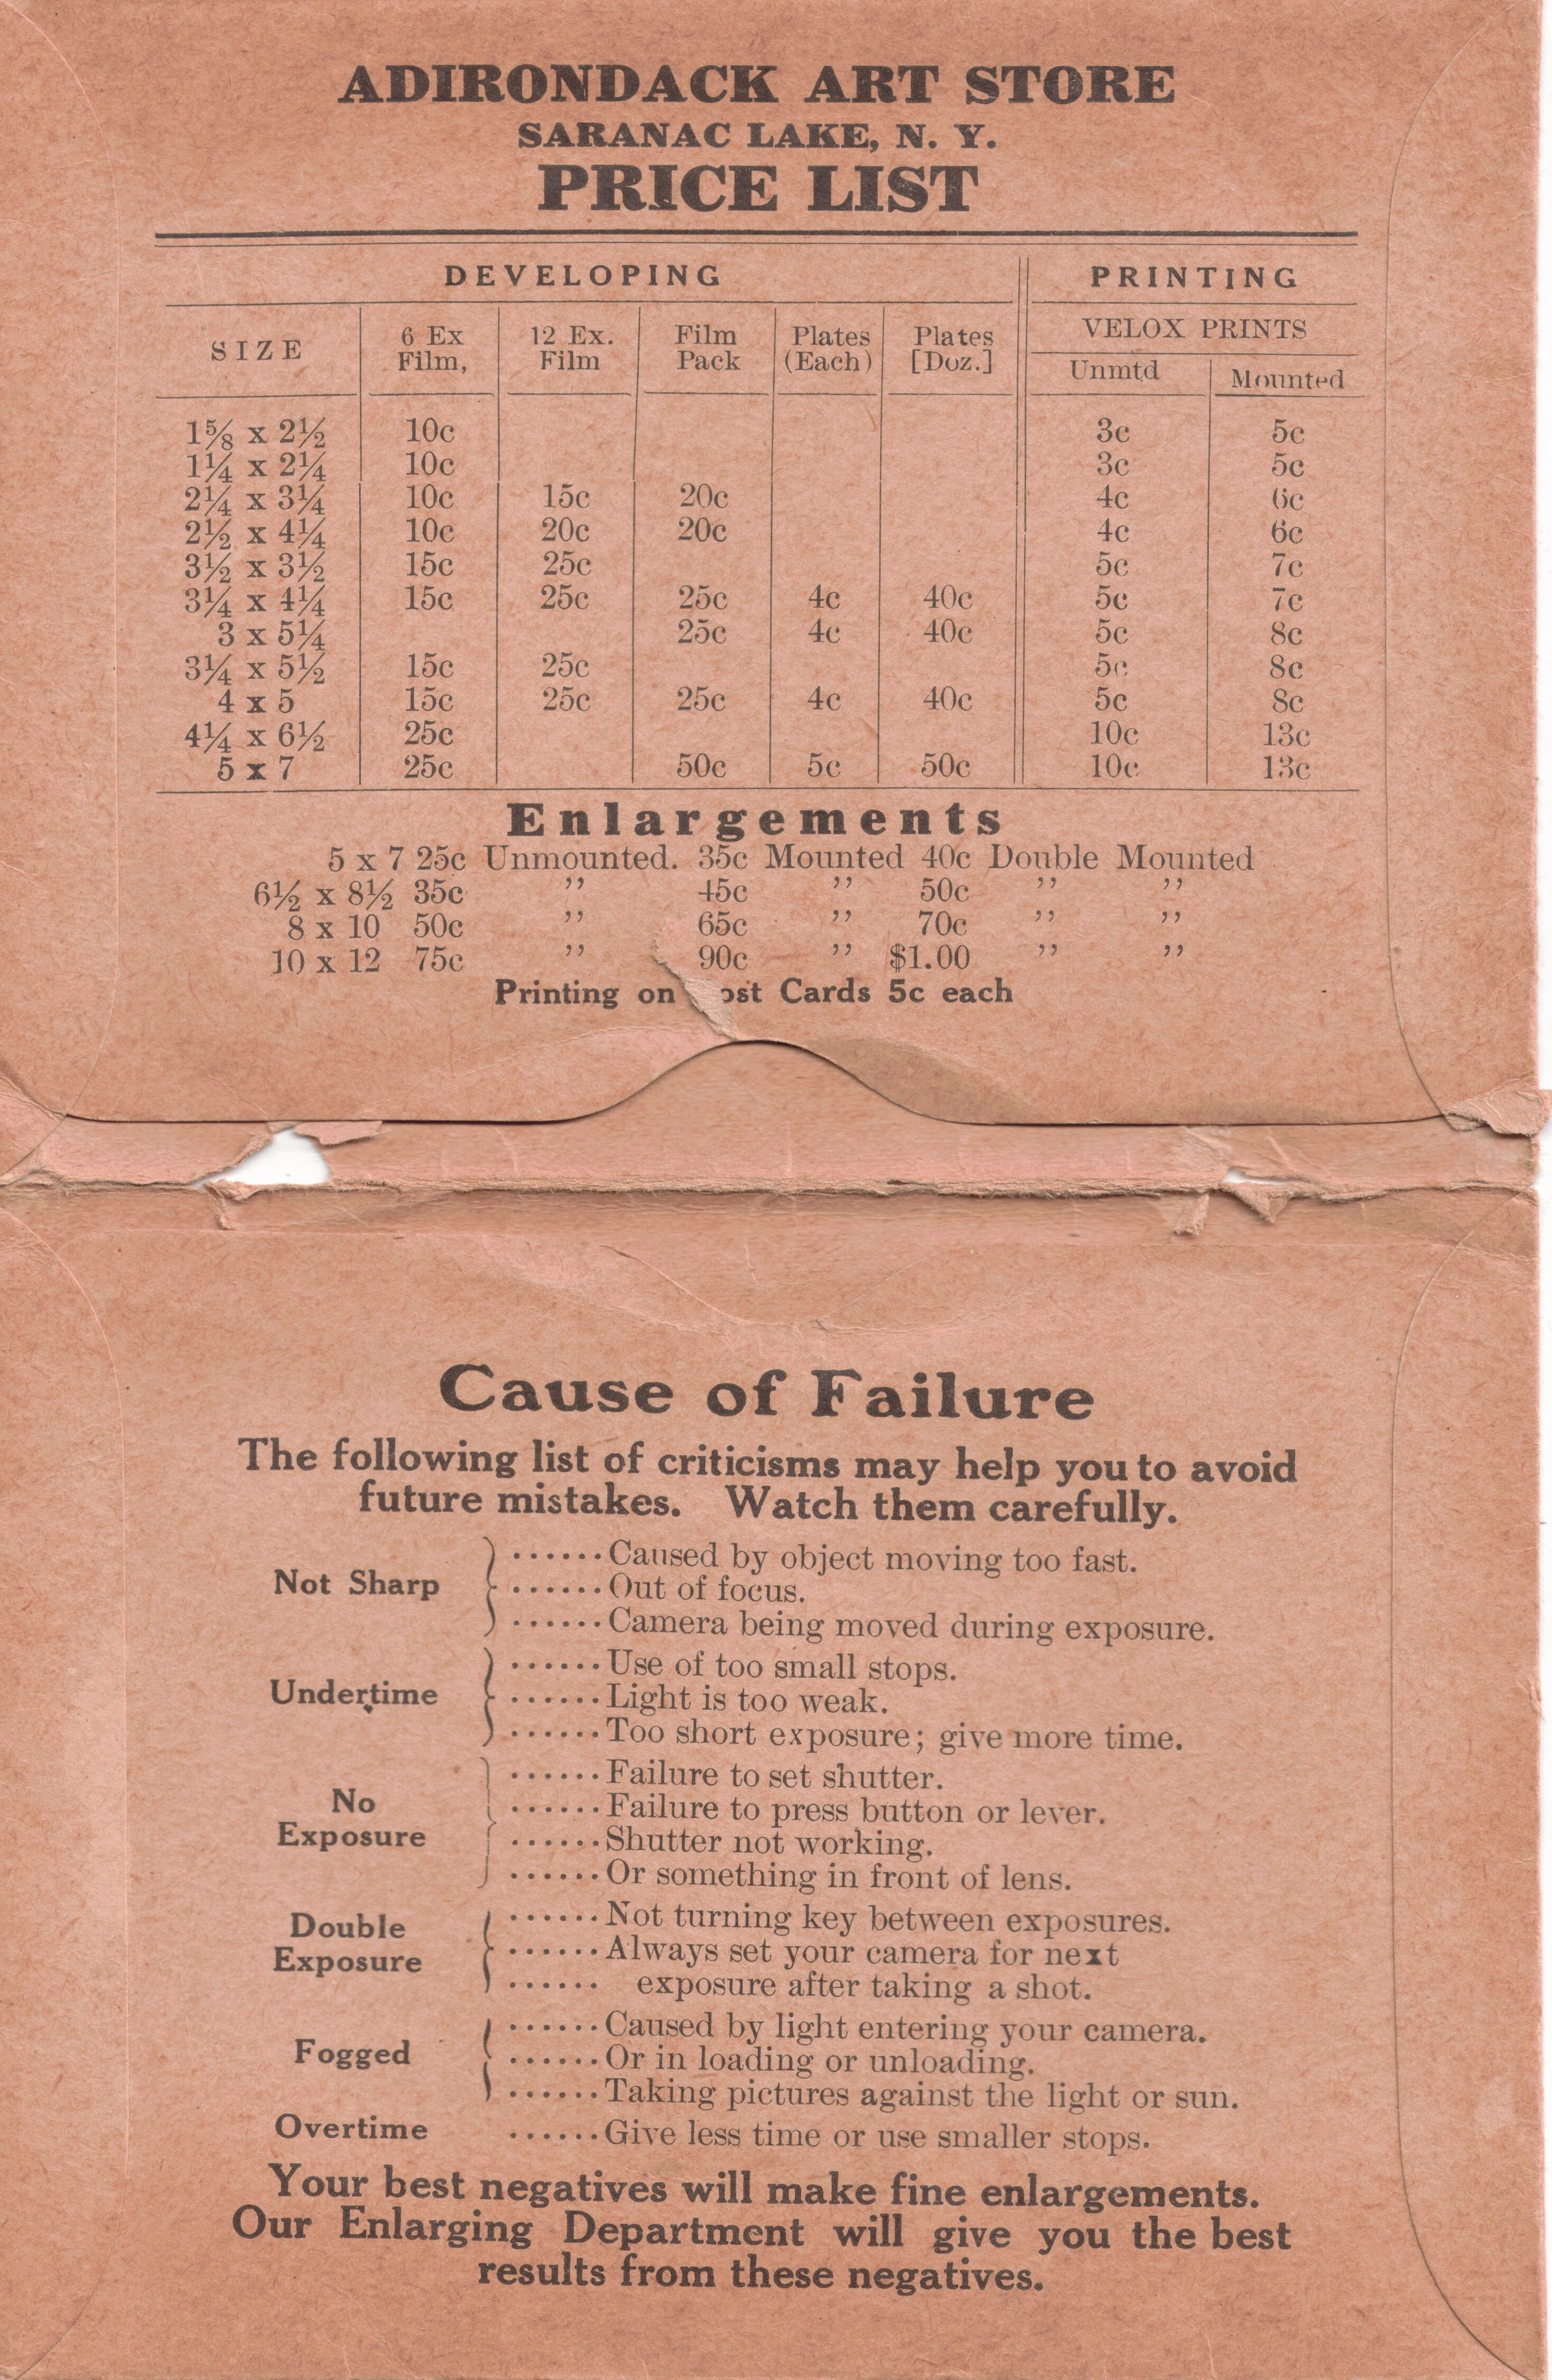 ADIRONDACK ART STORE
SARANAC LAKE, N. Y.
PRICE LIST
DEVELOPING PRINTING
SIZE 6 Ex Film, 12 Ex. Film Film Pack Plates (Each) Plates [Doz.] VELOX PRINTS Unmtd Mounted
1⅝ x 2½ 10c 3c 5c
1¼ x 2¼ 10c 3c 5c
2¼ x 3¼ 10c 15c 20c 4c 6c
2½ x 4¼ 10c 20c 20c 4c 6c
3½ x 3½ 15c 25c 5c 7c
3¼ x 4¼ 15c 25c 25c 4c 40c 5c 7c
3 x 5¼ 25c 4c 40c 5c 8c
3¼ x 5½ 15c 25c 5c 8c
4 x 5 15c 25c 25c 4c 40c 5c 8c
4¼ x 6½ 25c 10c 13c
5 x 7 25c 50c 5c 50c 10c 13c
Enlargements
5 x 7 25c Unmounted. 35c Mounted 40c Double Mounted
6½ x 8½ 35c ,, 45c ,, 50c ,, ,,
8 x 10 50c ,, 65c ,, 70c ,, ,,
10 x 12 75c ,, 90c ,, $1.00 ,, ,,
Printing on ost Cards 5c each
Cause of Failure
The following list of criticisms may help you to avoid
future mistakes. Watch them carefully.
Not Sharp
......Caused by object moving too fast.
......Out of focus.
......Camera being moved during exposure.
Undertime
......Use of too small stops.
......Light is too weak.
......Too short exposure; give more time.
No
Exposure
......Failure to set shutter.
......Failure to press button or lever.
......Shutter not working.
......Or something in front of lens.
Double
Exposure
......Not turning key between exposures.
......Always set your camera for next
...... exposure after taking a shot.
Fogged
......Caused by light entering your camera.
......Or in loading or unloading.
......Taking pictures against the light or sun.
Overtime ......Give less time or use smaller stops.
Your best negatives will make fine enlargements.
Our Enlarging Department will give you the best
results from these negatives.